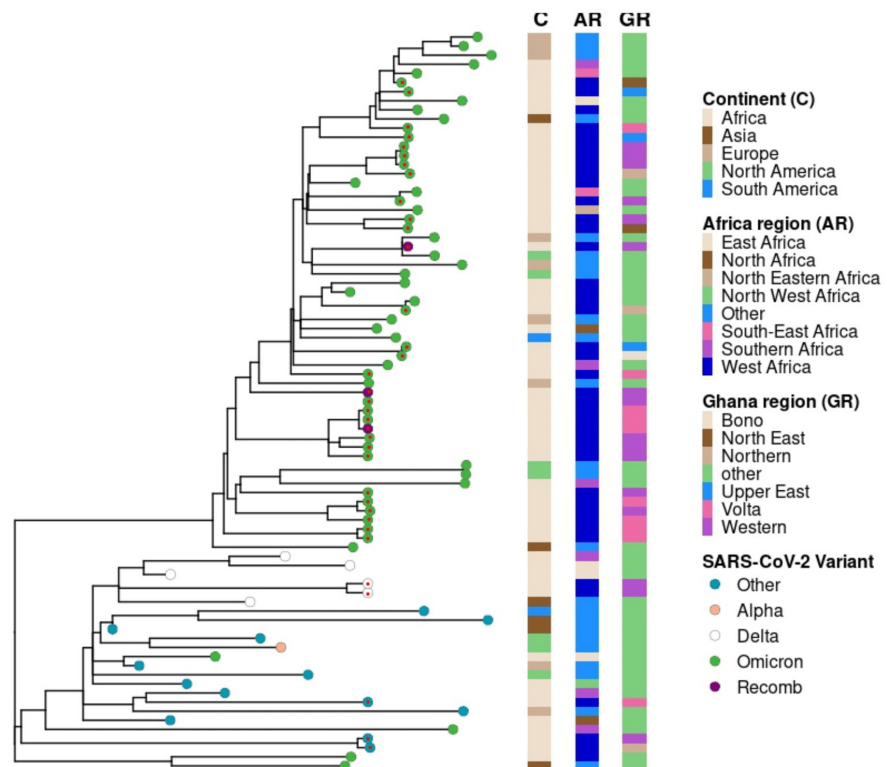 C AR GR
Continent (C)
Africa
Asia
Europe
North America
South America
Africa region (AR)
East Africa
North Africa
North Eastern Africa
North West Africa
Other
South-East Africa
Southern Africa
West Africa
Ghana region (GR)
Bono
North East
Northern
other
Upper East
Volta
Western
SARS-CoV-2 Variant
Other
Alpha
Delta
Omicron
Recomb